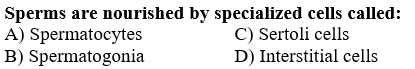 Sperms are nourished by specialized cells called:
A) Spermatocytes C) Sertoli cells
B) Spermatogonia D) Interstitial cells